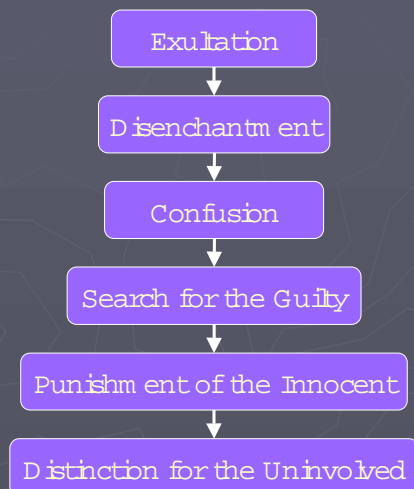 Exultation
Disenchantment
Confusion
Search for the Guilty
Punishment of the Innocent
Distinction for the Uninvolved